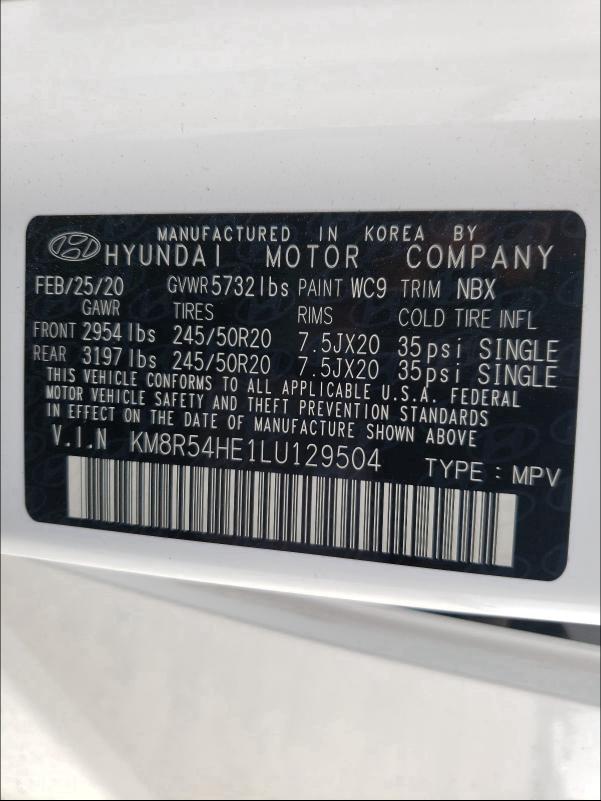 MANUFACTURED IN KOREA BY
HYUNDAI MOTOR COMPANY
FEB/25/20 GVWR 5732 lbs PAINT WC9 TRIM NBX
GAWR TIRES RIMS COLD TIRE INFL
FRONT 2954 lbs 245/50R20 7.5JX20 35psi SINGLE
REAR 3197 lbs 245/50R20 7.5JX20 35psi SINGLE
THIS VEHICLE CONFORMS TO ALL APPLICABLE U.S.A. FEDERAL
MOTOR VEHICLE SAFETY AND THEFT PREVENTION STANDARDS
IN EFFECT ON THE DATE OF MANUFACTURE SHOWN ABOVE
V.I.N KM8R54HE1LU129504
TYPE : MPV